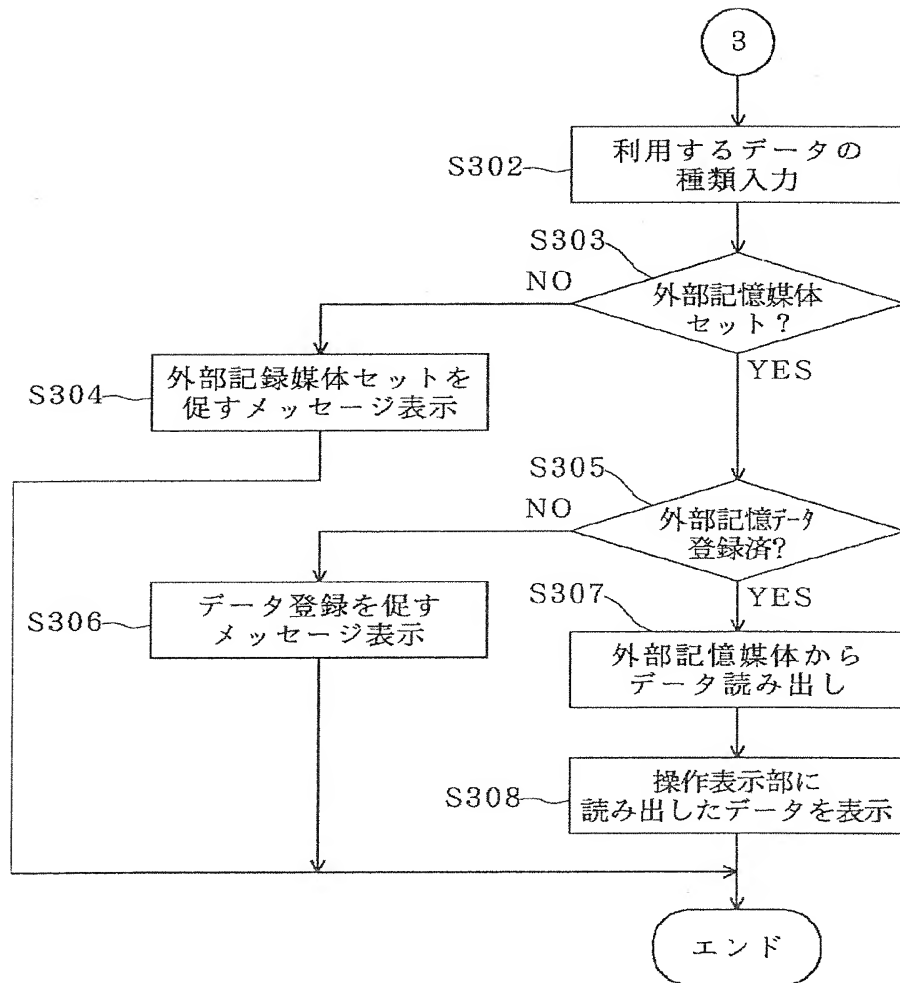 3
S302
利用するデータの
種類入力
S303
NO
外部記憶媒体
セット?
YES
S304
外部記録媒体セットを
促すメッセージ表示
S305
NO
外部記憶データ
登録済?
YES
S306
データ登録を促す
メッセージ表示
S307
外部記憶媒体から
データ読み出し
S308
操作表示部に
読み出したデータを表示
エンド